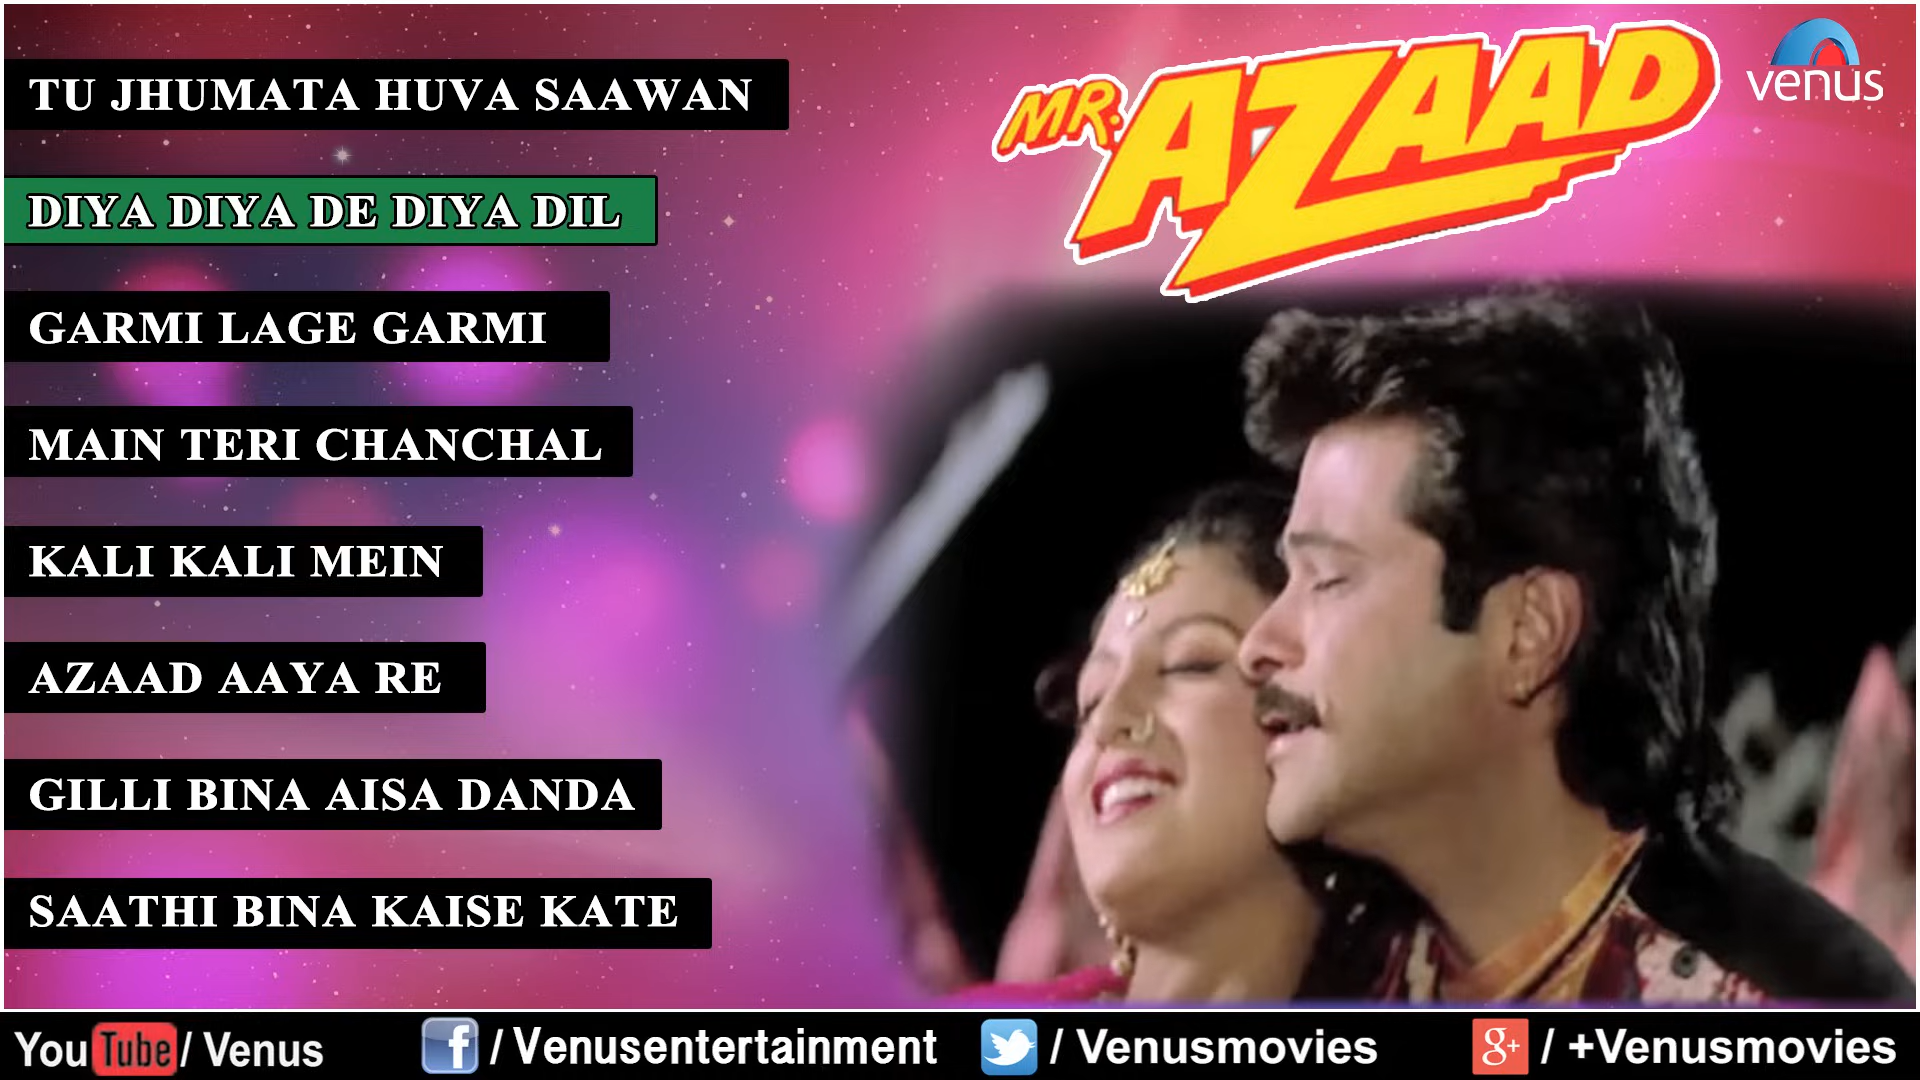 TU JHUMATA HUVA SAAWAN
DIYA DIYA DE DIYA DIL
GARMI LAGE GARMI
MAIN TERI CHANCHAL
KALI KALI MEIN
AZAAD AAYA RE
GILLI BINA AISA DANDA
SAATHI BINA KAISE KATE
MR. AZAAD
venus
YouTube / Venus
f / Venusentertainment
/ Venusmovies
g+ / +Venusmovies